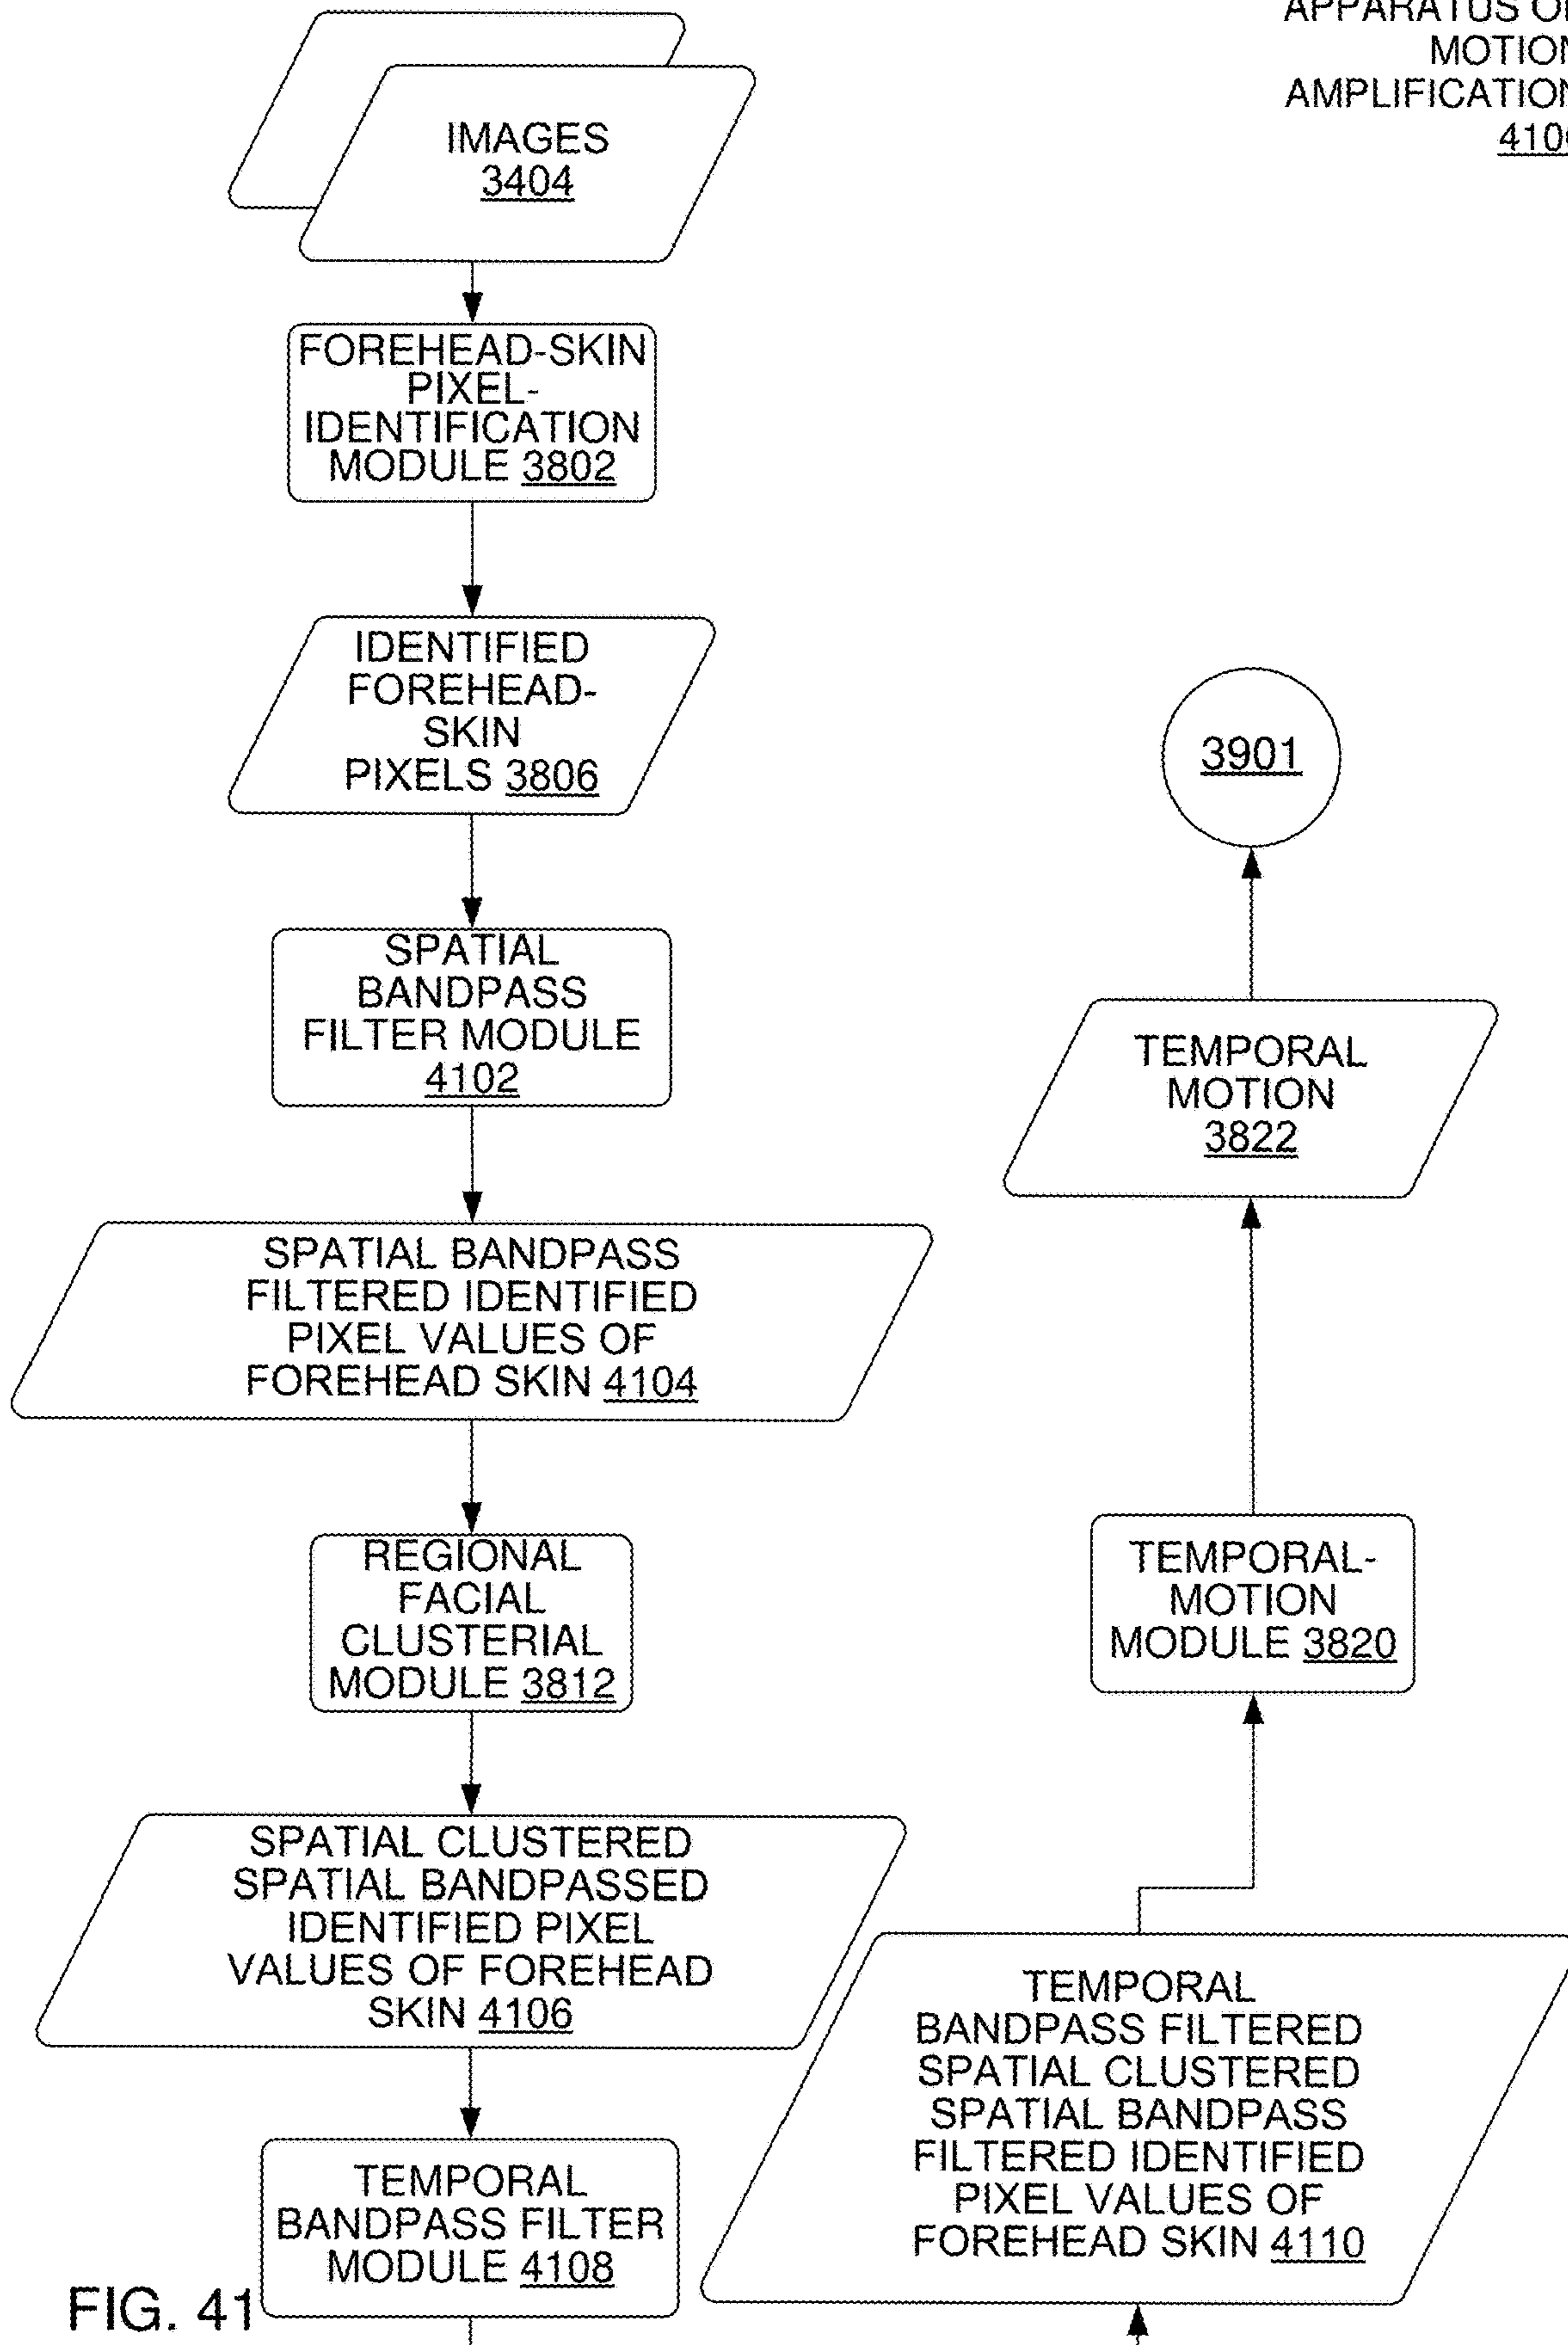 APPARATUS OF
MOTION
AMPLIFICATION
4100
IMAGES
3404
FOREHEAD-SKIN
PIXEL-
IDENTIFICATION
MODULE 3802
IDENTIFIED
FOREHEAD-
SKIN
PIXELS 3806
SPATIAL
BANDPASS
FILTER MODULE
4102
SPATIAL BANDPASS
FILTERED IDENTIFIED
PIXEL VALUES OF
FOREHEAD SKIN 4104
REGIONAL
FACIAL
CLUSTERIAL
MODULE 3812
SPATIAL CLUSTERED
SPATIAL BANDPASSED
IDENTIFIED PIXEL
VALUES OF FOREHEAD
SKIN 4106
TEMPORAL
BANDPASS FILTER
MODULE 4108
TEMPORAL
BANDPASS FILTERED
SPATIAL CLUSTERED
SPATIAL BANDPASS
FILTERED IDENTIFIED
PIXEL VALUES OF
FOREHEAD SKIN 4110
TEMPORAL-
MOTION
MODULE 3820
TEMPORAL
MOTION
3822
3901
FIG. 41